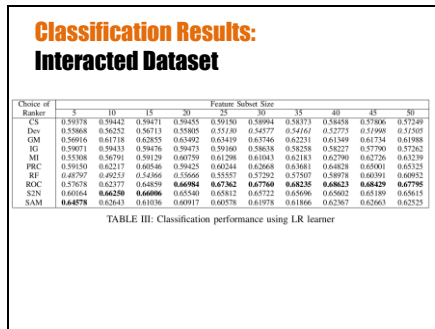 Classification Results:
Interacted Dataset
Choice of Feature Subset Size
Ranker 5 10 15 20 25 30 35 40 45 50
CS 0.59378 0.59442 0.59471 0.59455 0.59150 0.58994 0.58373 0.58458 0.57806 0.57249
Dev 0.55868 0.56252 0.56713 0.55805 0.55130 0.54577 0.54161 0.52775 0.51998 0.51505
GM 0.56916 0.61718 0.62855 0.63492 0.63419 0.63746 0.62231 0.61349 0.61734 0.61988
IG 0.59071 0.59433 0.59476 0.59473 0.59160 0.58638 0.58258 0.58227 0.57790 0.57262
MI 0.55308 0.56791 0.59129 0.60759 0.61298 0.61043 0.62183 0.62790 0.62726 0.63239
PRC 0.59150 0.62217 0.60546 0.59425 0.60244 0.62668 0.63681 0.64828 0.65001 0.65325
RF 0.48797 0.49253 0.54366 0.55666 0.55557 0.57292 0.57507 0.58978 0.60391 0.60952
ROC 0.57678 0.62377 0.64859 0.66984 0.67362 0.67760 0.68235 0.68623 0.68429 0.67795
S2N 0.60164 0.66250 0.66006 0.65540 0.65812 0.65722 0.65696 0.65602 0.65189 0.65615
SAM 0.64578 0.62643 0.61036 0.60917 0.60578 0.61978 0.61866 0.62367 0.62663 0.62525
TABLE III: Classification performance using LR learner